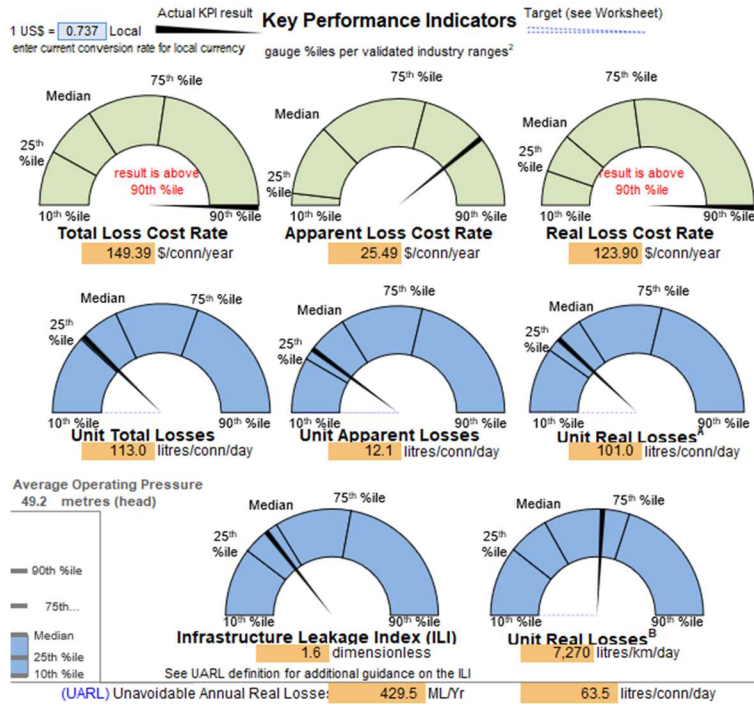 Actual KPI result
Key Performance Indicators
Target (see Worksheet)
1 US$ = 0.737 Local
enter current conversion rate for local currency
gauge %iles per validated industry ranges²
75th %ile
Median
25th
%ile
result is above
90th %ile
10th %ile
90th %ile
Total Loss Cost Rate
149.39 $/conn/year
75th %ile
Median
25th
%ile
10th %ile
90th %ile
Apparent Loss Cost Rate
25.49 $/conn/year
75th %ile
Median
25th
%ile
result is above
90th %ile
10th %ile
90th %ile
Real Loss Cost Rate
123.90 $/conn/year
Median
75th %ile
25th
%ile
10th %ile
90th %ile
Unit Total Losses
113.0 litres/conn/day
75th %ile
Median
25th
%ile
10th %ile
90th %ile
Unit Apparent Losses
12.1 litres/conn/day
75th %ile
Median
25th
%ile
10th %ile
90th %ile
Unit Real Losses^A
101.0 litres/conn/day
Average Operating Pressure
49.2 metres (head)
90th %ile
75th...
Median
25th %ile
10th %ile
75th %ile
Median
25th
%ile
10th %ile
90th %ile
Infrastructure Leakage Index (ILI)
1.6 dimensionless
See UARL definition for additional guidance on the ILI
75th %ile
Median
25th
%ile
10th %ile
90th %ile
Unit Real Losses^B
7,270 litres/km/day
(UARL) Unavoidable Annual Real Losses 429.5 ML/Yr 63.5 litres/conn/day